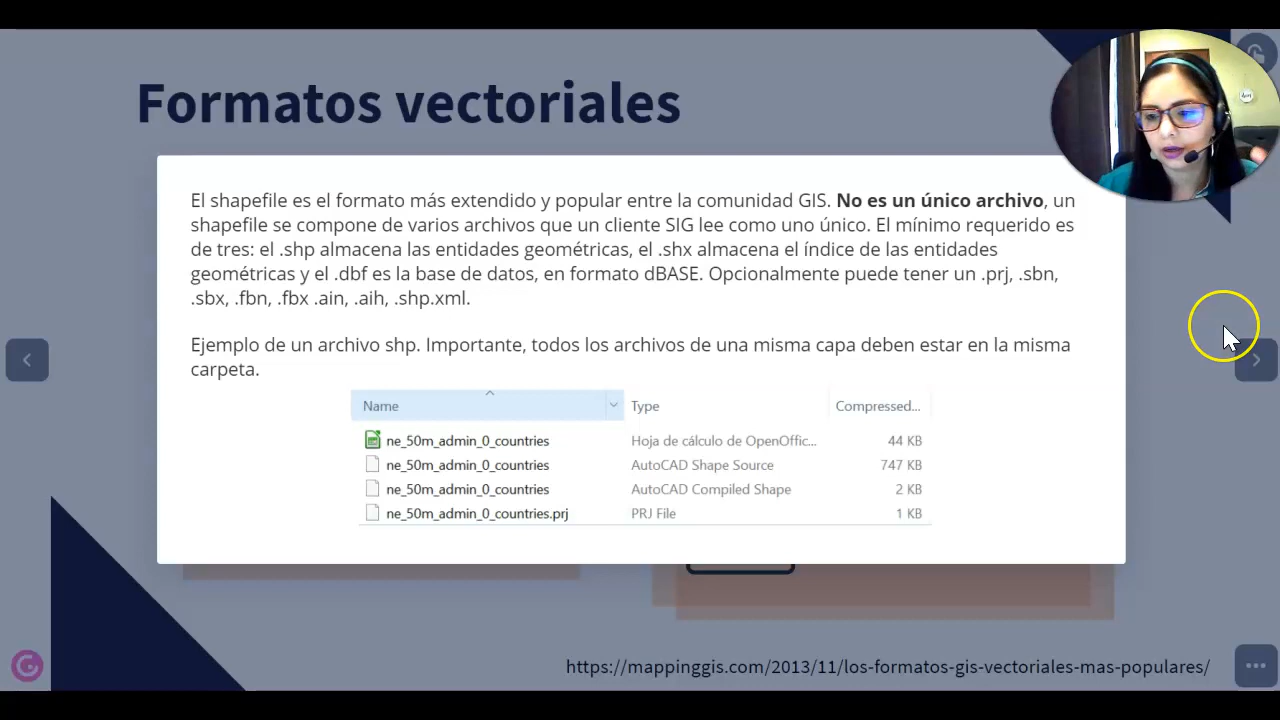 Formatos vectoriales
El shapefile es el formato más extendido y popular entre la comunidad GIS. No es un único archivo, un
shapefile se compone de varios archivos que un cliente SIG lee como uno único. El mínimo requerido es
de tres: el .shp almacena las entidades geométricas, el .shx almacena el índice de las entidades
geométricas y el .dbf es la base de datos, en formato dBASE. Opcionalmente puede tener un .prj, .sbn,
.sbx, .fbn, .fbx .ain, .aih, .shp.xml.
Ejemplo de un archivo shp. Importante, todos los archivos de una misma capa deben estar en la misma
carpeta.
Name Type Compressed...
ne_50m_admin_0_countries Hoja de cálculo de OpenOffic... 44 KB
ne_50m_admin_0_countries AutoCAD Shape Source 747 KB
ne_50m_admin_0_countries AutoCAD Compiled Shape 2 KB
ne_50m_admin_0_countries.prj PRJ File 1 KB
https://mappinggis.com/2013/11/los-formatos-gis-vectoriales-mas-populares/